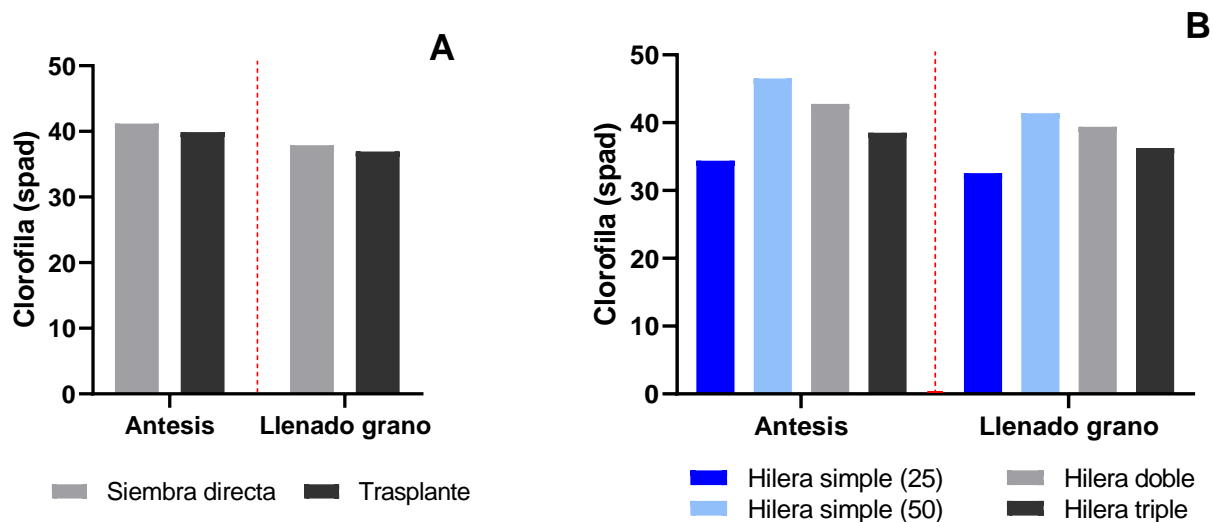 A
Clorofila (spad)
50
40
30
20
10
0
Antesis Llenado grano
Siembra directa Trasplante
B
Clorofila (spad)
50
40
30
20
10
0
Antesis Llenado grano
Hilera simple (25) Hilera doble
Hilera simple (50) Hilera triple